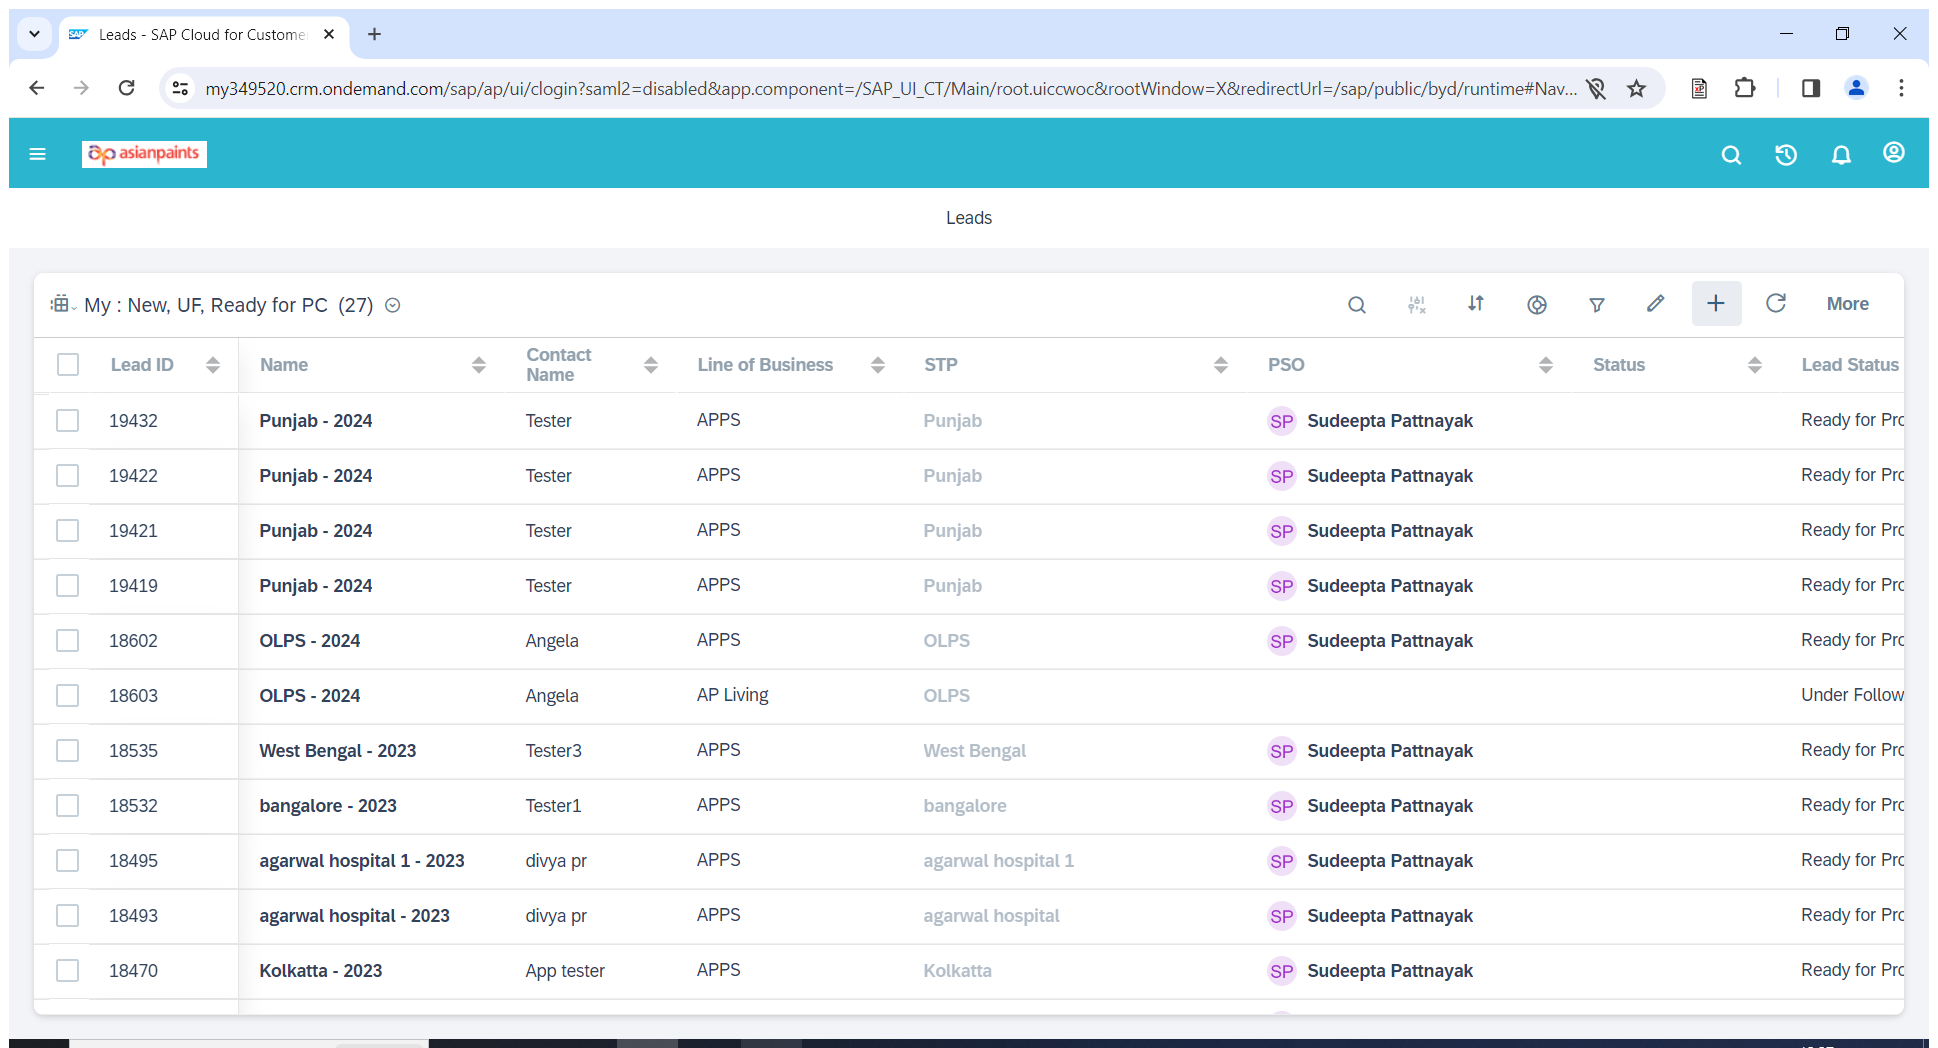 Leads - SAP Cloud for Custome
my349520.crm.ondemand.com/sap/ap/ui/clogin?saml2=disabled&app.component=/SAP_UI_CT/Main/root.uiccwoc&rootWindow=X&redirectUrl=/sap/public/byd/runtime#Nav...
ap asianpaints
Leads
My : New, UF, Ready for PC (27) More
Lead ID Name Contact Name Line of Business STP PSO Status Lead Status
19432 Punjab - 2024 Tester APPS Punjab SP Sudeepta Pattnayak Ready for Pro
19422 Punjab - 2024 Tester APPS Punjab SP Sudeepta Pattnayak Ready for Pro
19421 Punjab - 2024 Tester APPS Punjab SP Sudeepta Pattnayak Ready for Pro
19419 Punjab - 2024 Tester APPS Punjab SP Sudeepta Pattnayak Ready for Pro
18602 OLPS - 2024 Angela APPS OLPS SP Sudeepta Pattnayak Ready for Pro
18603 OLPS - 2024 Angela AP Living OLPS Under Follow
18535 West Bengal - 2023 Tester3 APPS West Bengal SP Sudeepta Pattnayak Ready for Pro
18532 bangalore - 2023 Tester1 APPS bangalore SP Sudeepta Pattnayak Ready for Pro
18495 agarwal hospital 1 - 2023 divya pr APPS agarwal hospital 1 SP Sudeepta Pattnayak Ready for Pro
18493 agarwal hospital - 2023 divya pr APPS agarwal hospital SP Sudeepta Pattnayak Ready for Pro
18470 Kolkatta - 2023 App tester APPS Kolkatta SP Sudeepta Pattnayak Ready for Pro